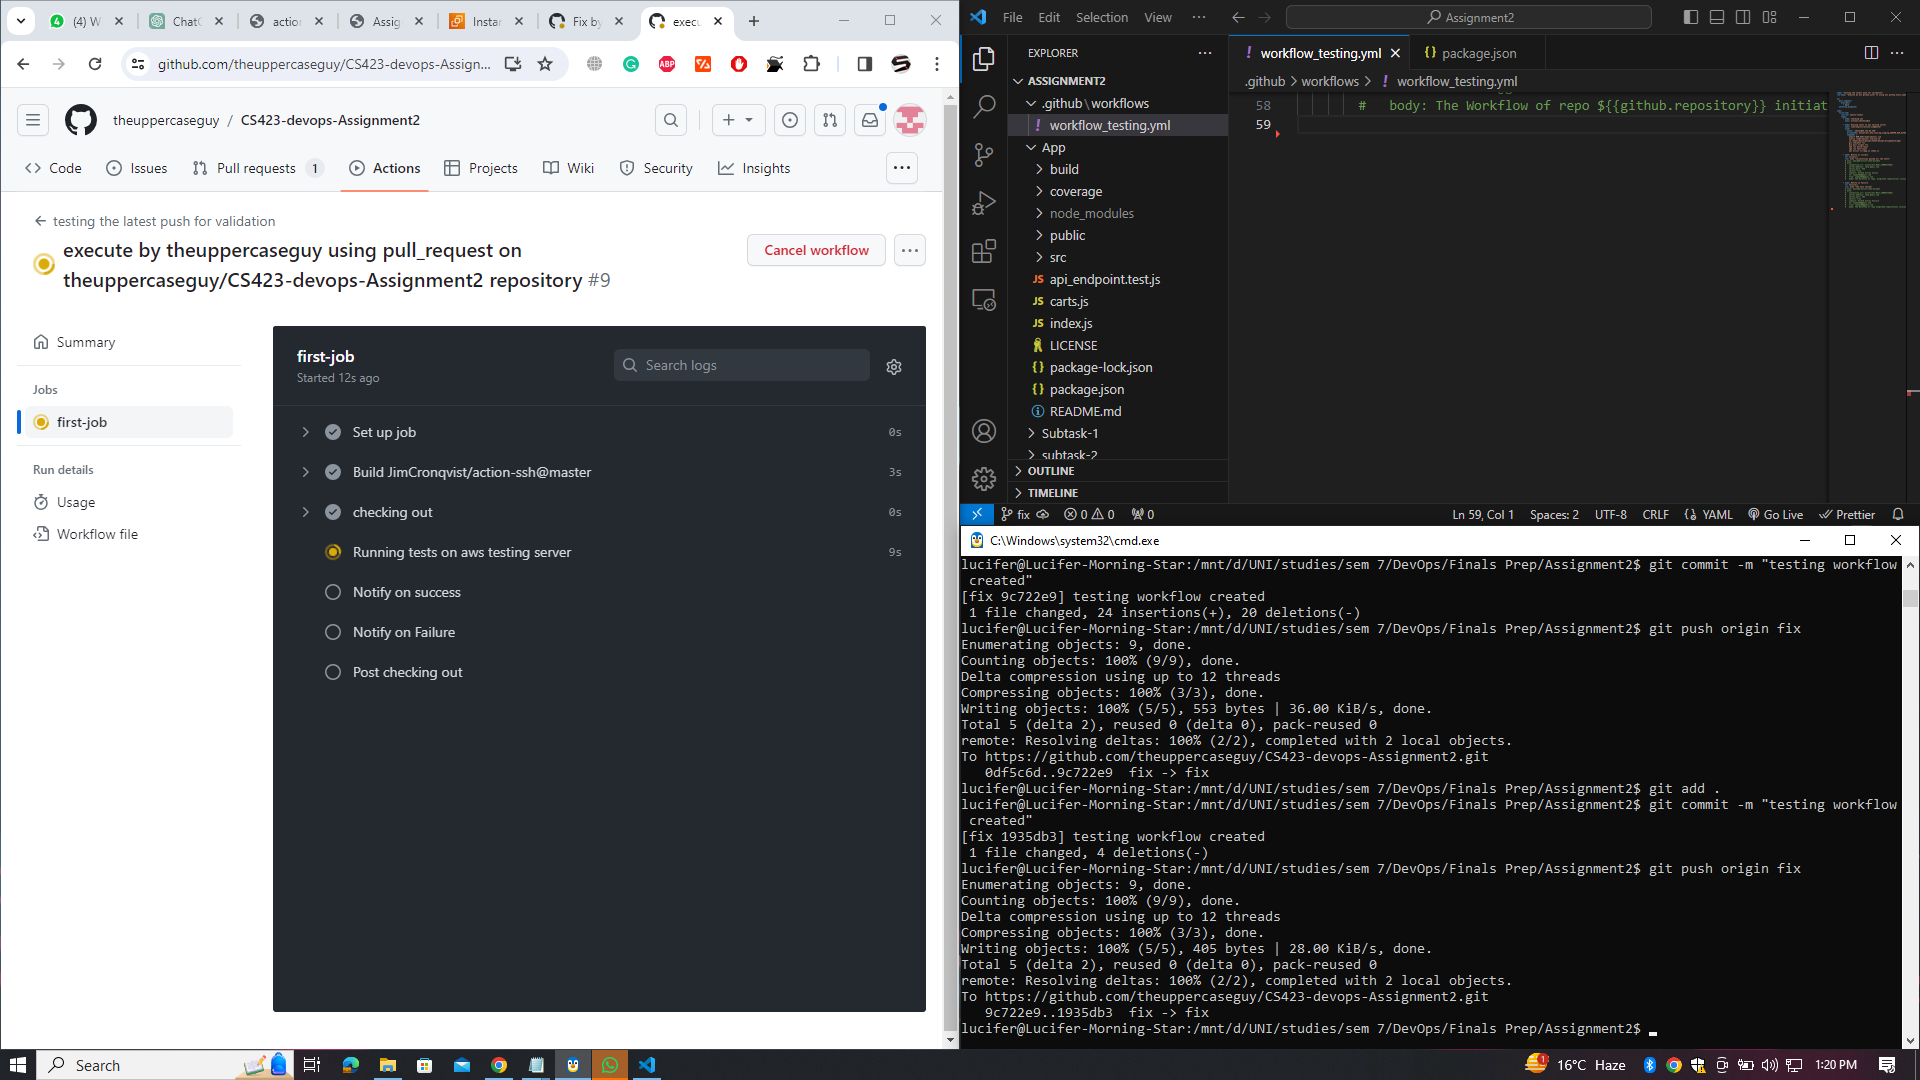 (4) W
ChatG
action
Assig
Instan
Fix by
execu
github.com/theuppercaseguy/CS423-devops-Assign...
theuppercaseguy / CS423-devops-Assignment2
Code
Issues
Pull requests 1
Actions
Projects
Wiki
Security
Insights
testing the latest push for validation
execute by theuppercaseguy using pull_request on
theuppercaseguy/CS423-devops-Assignment2 repository #9
Cancel workflow
Summary
Jobs
first-job
Run details
Usage
Workflow file
first-job
Started 12s ago
Search logs
Set up job 0s
Build JimCronqvist/action-ssh@master 3s
checking out 0s
Running tests on aws testing server 9s
Notify on success
Notify on Failure
Post checking out
File Edit Selection View
Assignment2
EXPLORER
ASSIGNMENT2
.github\workflows
! workflow_testing.yml
App
build
coverage
node_modules
public
src
JS api_endpoint.test.js
JS carts.js
JS index.js
LICENSE
{} package-lock.json
{} package.json
README.md
Subtask-1
subtask-2
OUTLINE
TIMELINE
! workflow_testing.yml
{} package.json
.github > workflows > ! workflow_testing.yml
58 # body: The Workflow of repo ${{github.repository}} initiat
59
fix
0 0
0
Ln 59, Col 1
Spaces: 2
UTF-8
CRLF
YAML
Go Live
Prettier
C:\Windows\system32\cmd.exe
lucifer@Lucifer-Morning-Star:/mnt/d/UNI/studies/sem 7/DevOps/Finals Prep/Assignment2$ git commit -m "testing workflow
created"
[fix 9c722e9] testing workflow created
1 file changed, 24 insertions(+), 20 deletions(-)
lucifer@Lucifer-Morning-Star:/mnt/d/UNI/studies/sem 7/DevOps/Finals Prep/Assignment2$ git push origin fix
Enumerating objects: 9, done.
Counting objects: 100% (9/9), done.
Delta compression using up to 12 threads
Compressing objects: 100% (3/3), done.
Writing objects: 100% (5/5), 553 bytes | 36.00 KiB/s, done.
Total 5 (delta 2), reused 0 (delta 0), pack-reused 0
remote: Resolving deltas: 100% (2/2), completed with 2 local objects.
To https://github.com/theuppercaseguy/CS423-devops-Assignment2.git
0df5c6d..9c722e9 fix -> fix
lucifer@Lucifer-Morning-Star:/mnt/d/UNI/studies/sem 7/DevOps/Finals Prep/Assignment2$ git add .
lucifer@Lucifer-Morning-Star:/mnt/d/UNI/studies/sem 7/DevOps/Finals Prep/Assignment2$ git commit -m "testing workflow
created"
[fix 1935db3] testing workflow created
1 file changed, 4 deletions(-)
lucifer@Lucifer-Morning-Star:/mnt/d/UNI/studies/sem 7/DevOps/Finals Prep/Assignment2$ git push origin fix
Enumerating objects: 9, done.
Counting objects: 100% (9/9), done.
Delta compression using up to 12 threads
Compressing objects: 100% (3/3), done.
Writing objects: 100% (5/5), 405 bytes | 28.00 KiB/s, done.
Total 5 (delta 2), reused 0 (delta 0), pack-reused 0
remote: Resolving deltas: 100% (2/2), completed with 2 local objects.
To https://github.com/theuppercaseguy/CS423-devops-Assignment2.git
9c722e9..1935db3 fix -> fix
lucifer@Lucifer-Morning-Star:/mnt/d/UNI/studies/sem 7/DevOps/Finals Prep/Assignment2$
Search
16°C Haze
1:20 PM